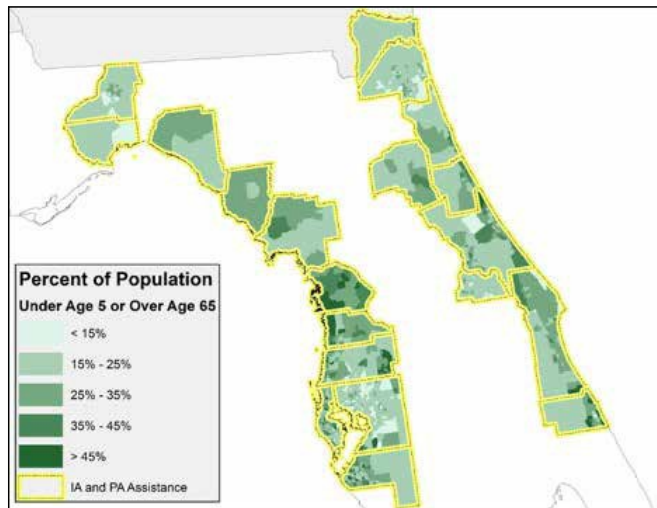 Percent of Population
Under Age 5 or Over Age 65
< 15%
15% - 25%
25% - 35%
35% - 45%
> 45%
IA and PA Assistance